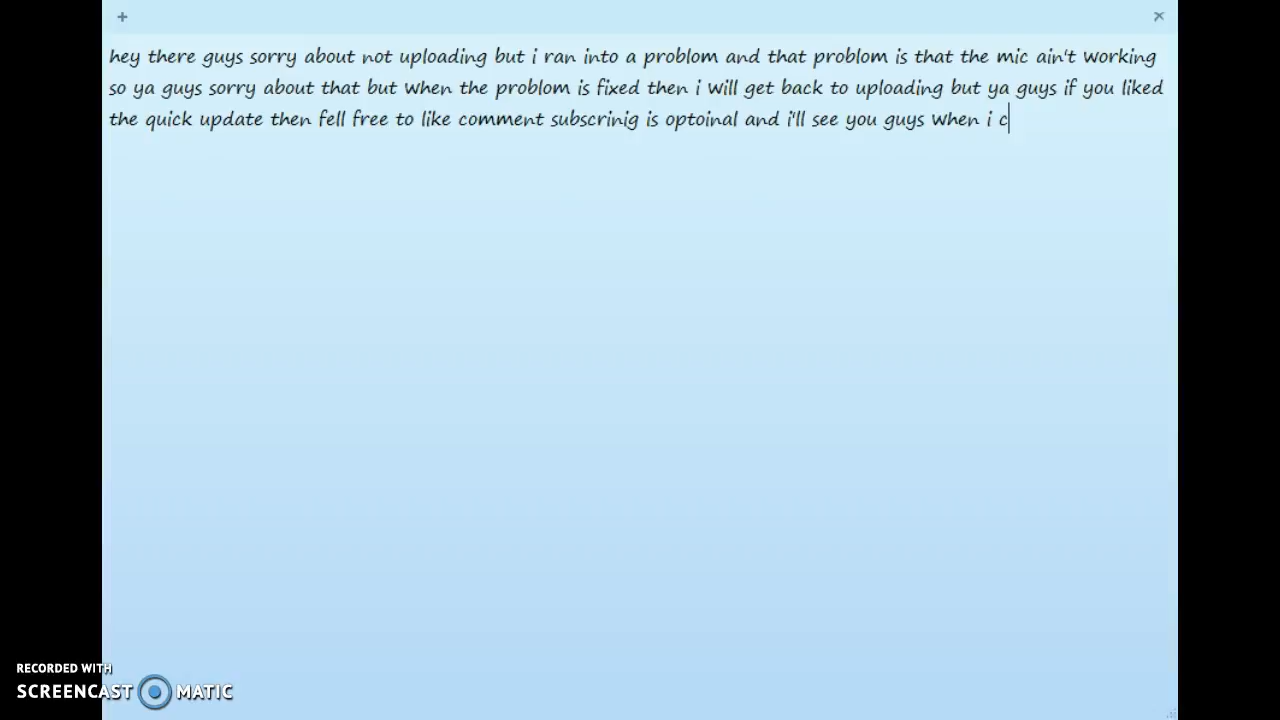 + ×
hey there guys sorry about not uploading but i ran into a problom and that problom is that the mic ain't working
so ya guys sorry about that but when the problom is fixed then i will get back to uploading but ya guys if you liked
the quick update then fell free to like comment subscrinig is optoinal and i'll see you guys when i c
RECORDED WITH
SCREENCAST MATIC